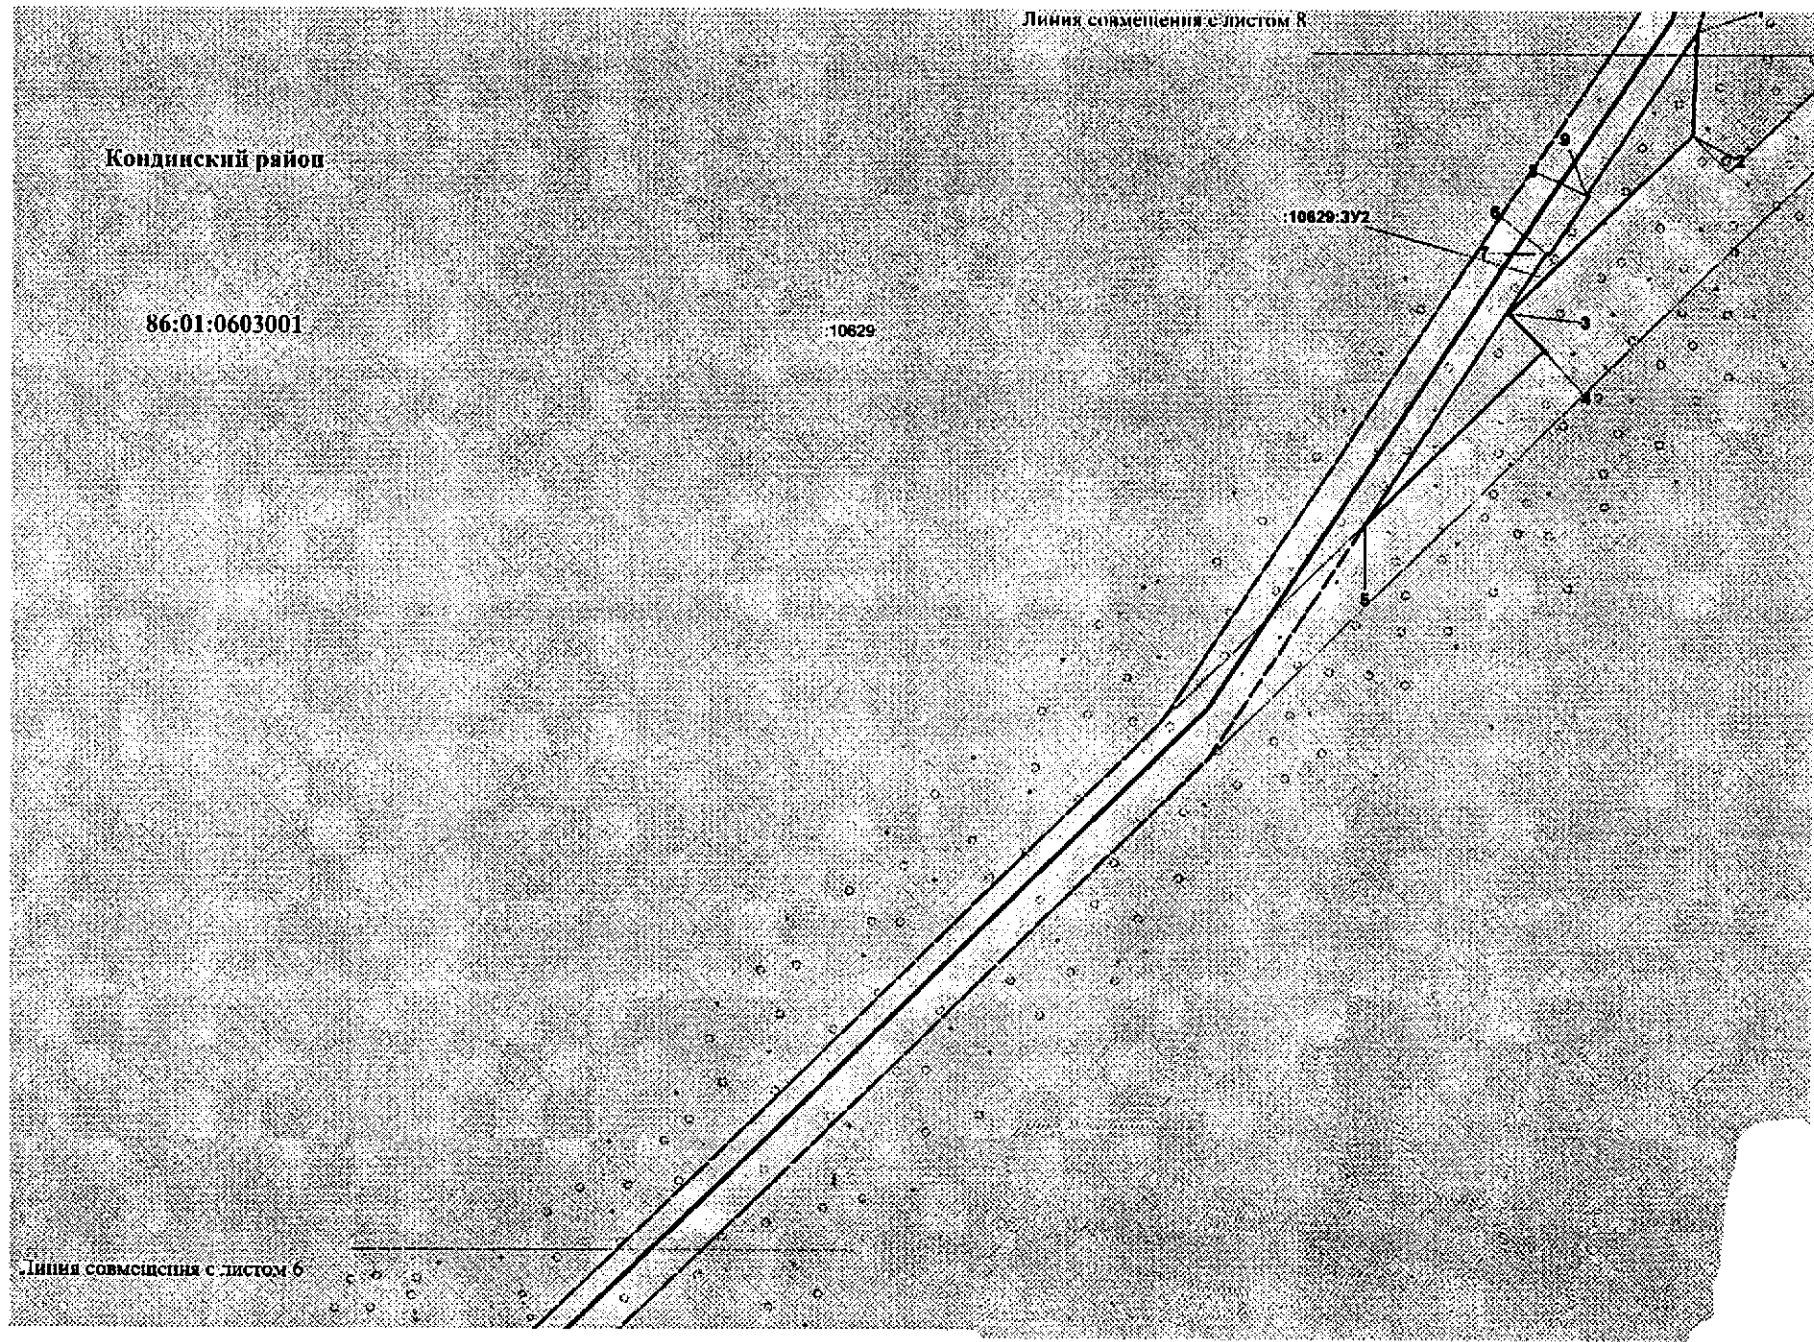 Линия совмещения с листом 8
1
9
Кондинский район
2
8
6
:10629:ЗУ2
7
86:01:0603001
:10629
3
4
5
Линия совмещения с листом 6